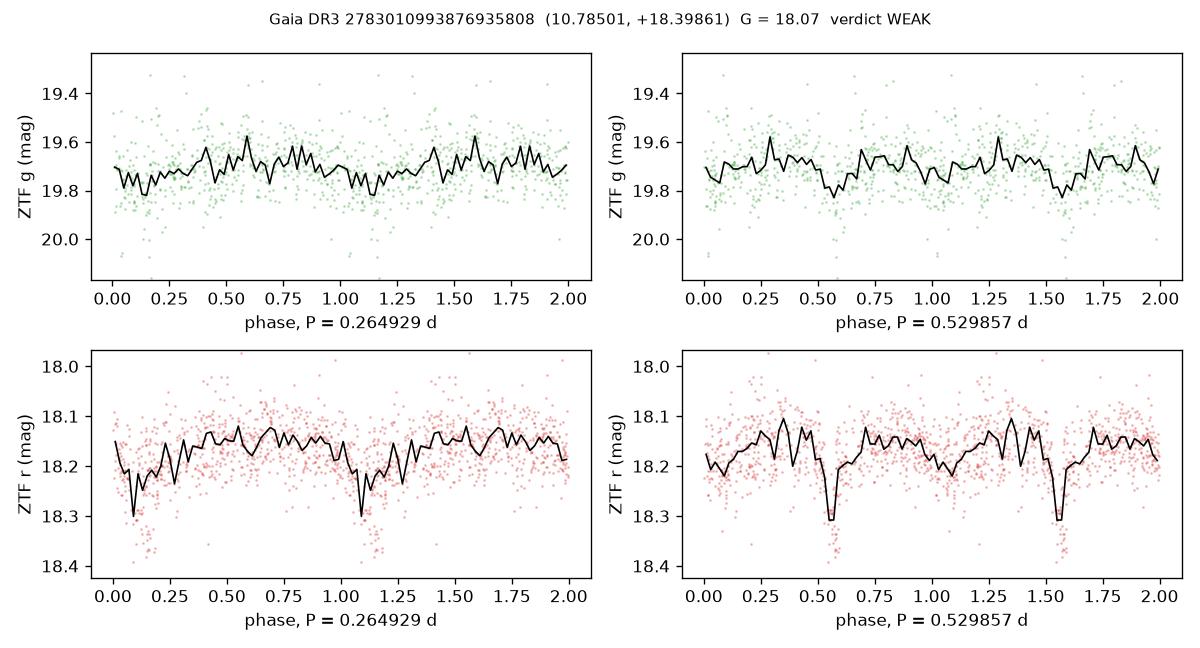 Gaia DR3 2783010993876935808 (10.78501, +18.39861) G = 18.07 verdict WEAK
ZTF g (mag)
19.4
19.6
19.8
20.0
0.00 0.25 0.50 0.75 1.00 1.25 1.50 1.75 2.00
phase, P = 0.264929 d
ZTF g (mag)
19.4
19.6
19.8
20.0
0.00 0.25 0.50 0.75 1.00 1.25 1.50 1.75 2.00
phase, P = 0.529857 d
ZTF r (mag)
18.0
18.1
18.2
18.3
18.4
0.00 0.25 0.50 0.75 1.00 1.25 1.50 1.75 2.00
phase, P = 0.264929 d
ZTF r (mag)
18.0
18.1
18.2
18.3
18.4
0.00 0.25 0.50 0.75 1.00 1.25 1.50 1.75 2.00
phase, P = 0.529857 d